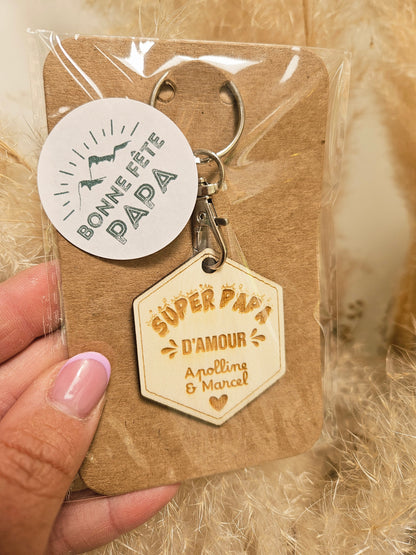 BONNE FÊTE
PAPA
SUPER PAPA
D'AMOUR
Apolline
& Marcel